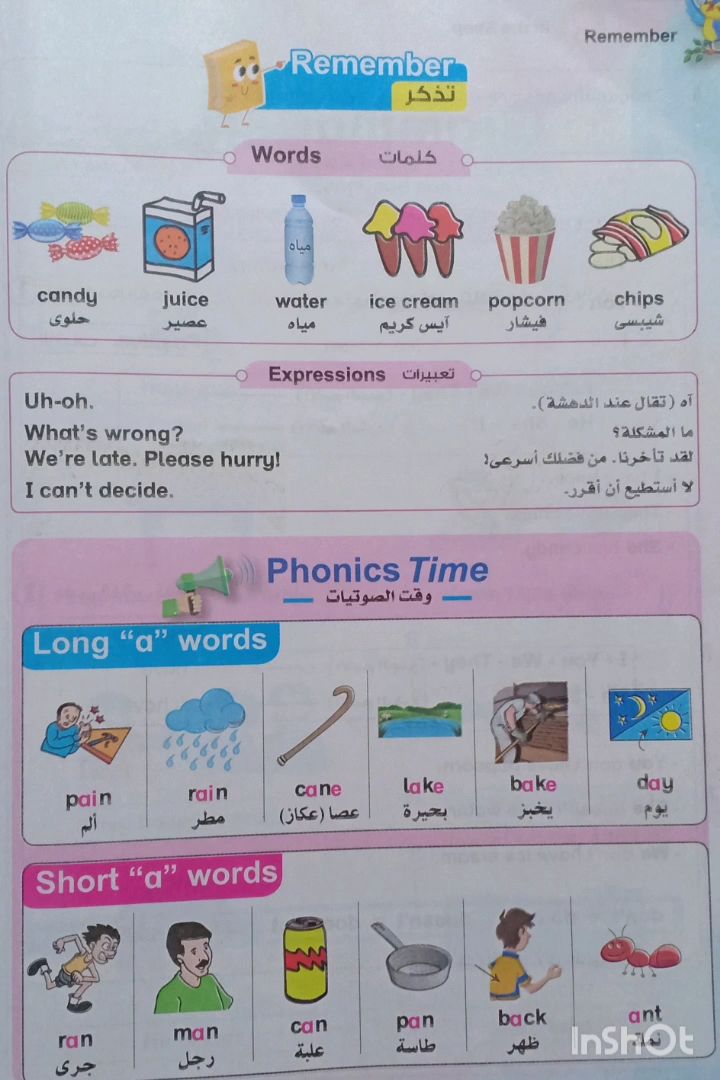 Remember
Remember
تذكر
Words كلمات
مياه
candy juice water ice cream popcorn chips
حلوى عصير مياه آيس كريم فيشار شيبسى
Expressions تعبيرات
Uh-oh. آه (تقال عند الدهشة).
What's wrong? ما المشكلة؟
We're late. Please hurry! لقد تأخرنا. من فضلك أسرعى!
I can't decide. لا أستطيع أن أقرر.
Phonics Time
وقت الصوتيات
Long "a" words
pain rain cane lake bake day
ألم مطر عصا (عكاز) بحيرة يخبز يوم
Short "a" words
ran man can pan back ant
جرى رجل علبة طاسة ظهر نملة
InShOt